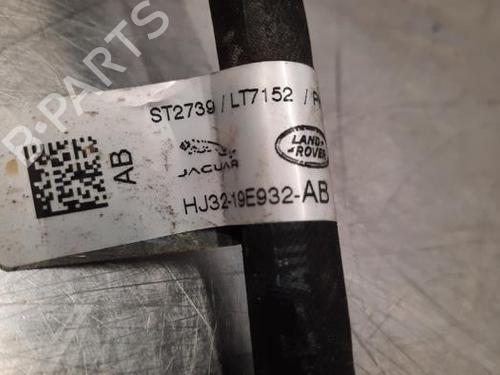 B-PARTS
ST2739 / LT7152 / P
AB
JAGUAR
LAND ROVER
HJ32-19E932-AB